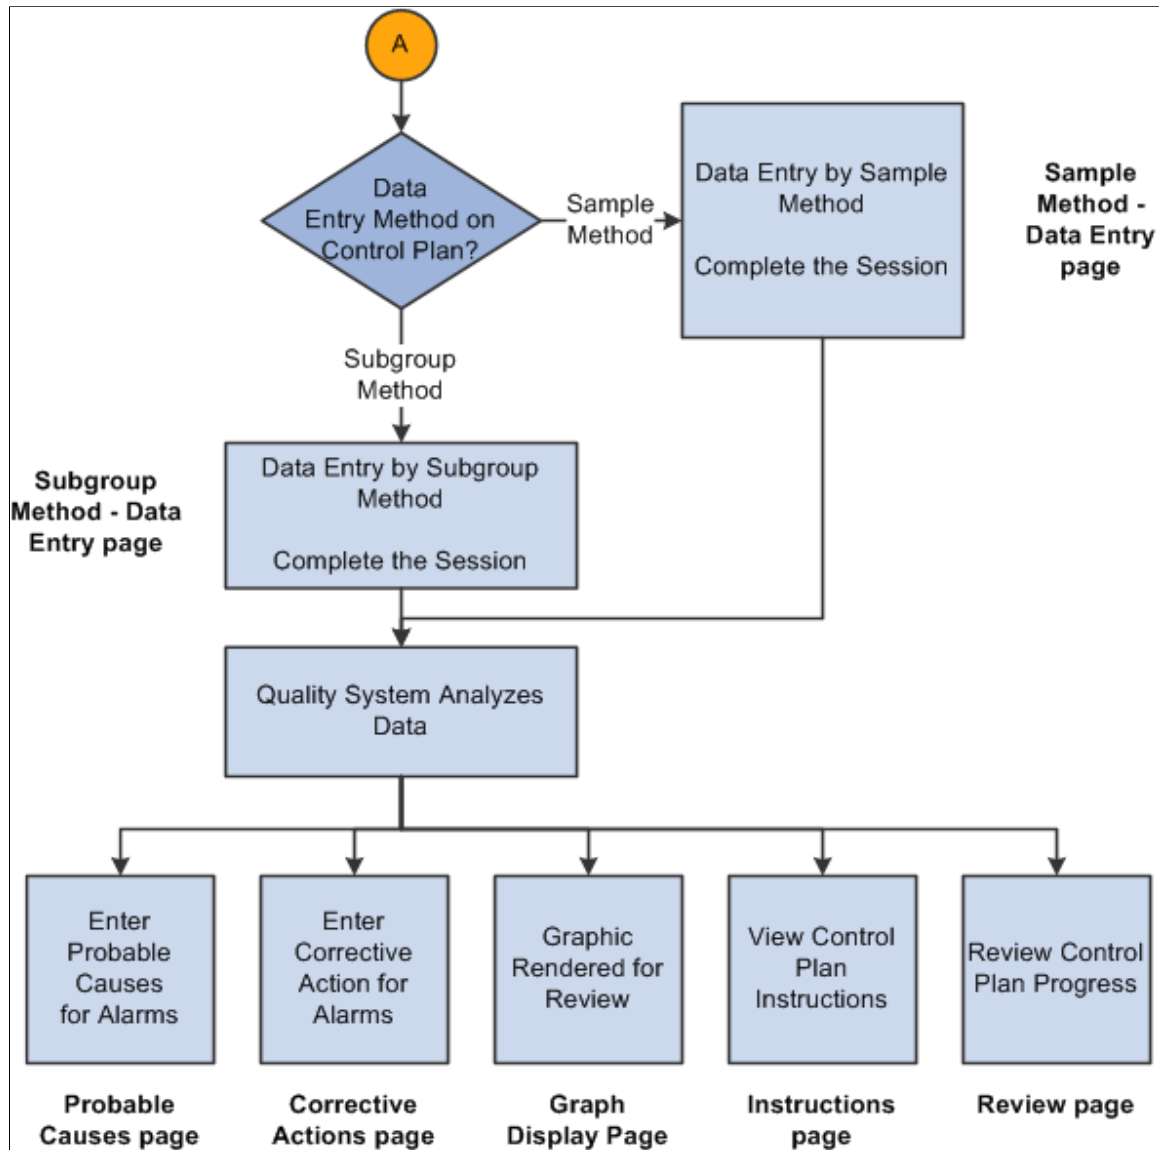 A
Data
Entry Method on
Control Plan?
Sample
Method
Data Entry by Sample
Method
Complete the Session
Sample
Method -
Data Entry
page
Subgroup
Method
Subgroup
Method - Data
Entry page
Data Entry by Subgroup
Method
Complete the Session
Quality System Analyzes
Data
Enter
Probable
Causes
for Alarms
Enter
Corrective
Action for
Alarms
Graphic
Rendered for
Review
View Control
Plan
Instructions
Review Control
Plan Progress
Probable
Causes page
Corrective
Actions page
Graph
Display Page
Instructions
page
Review page